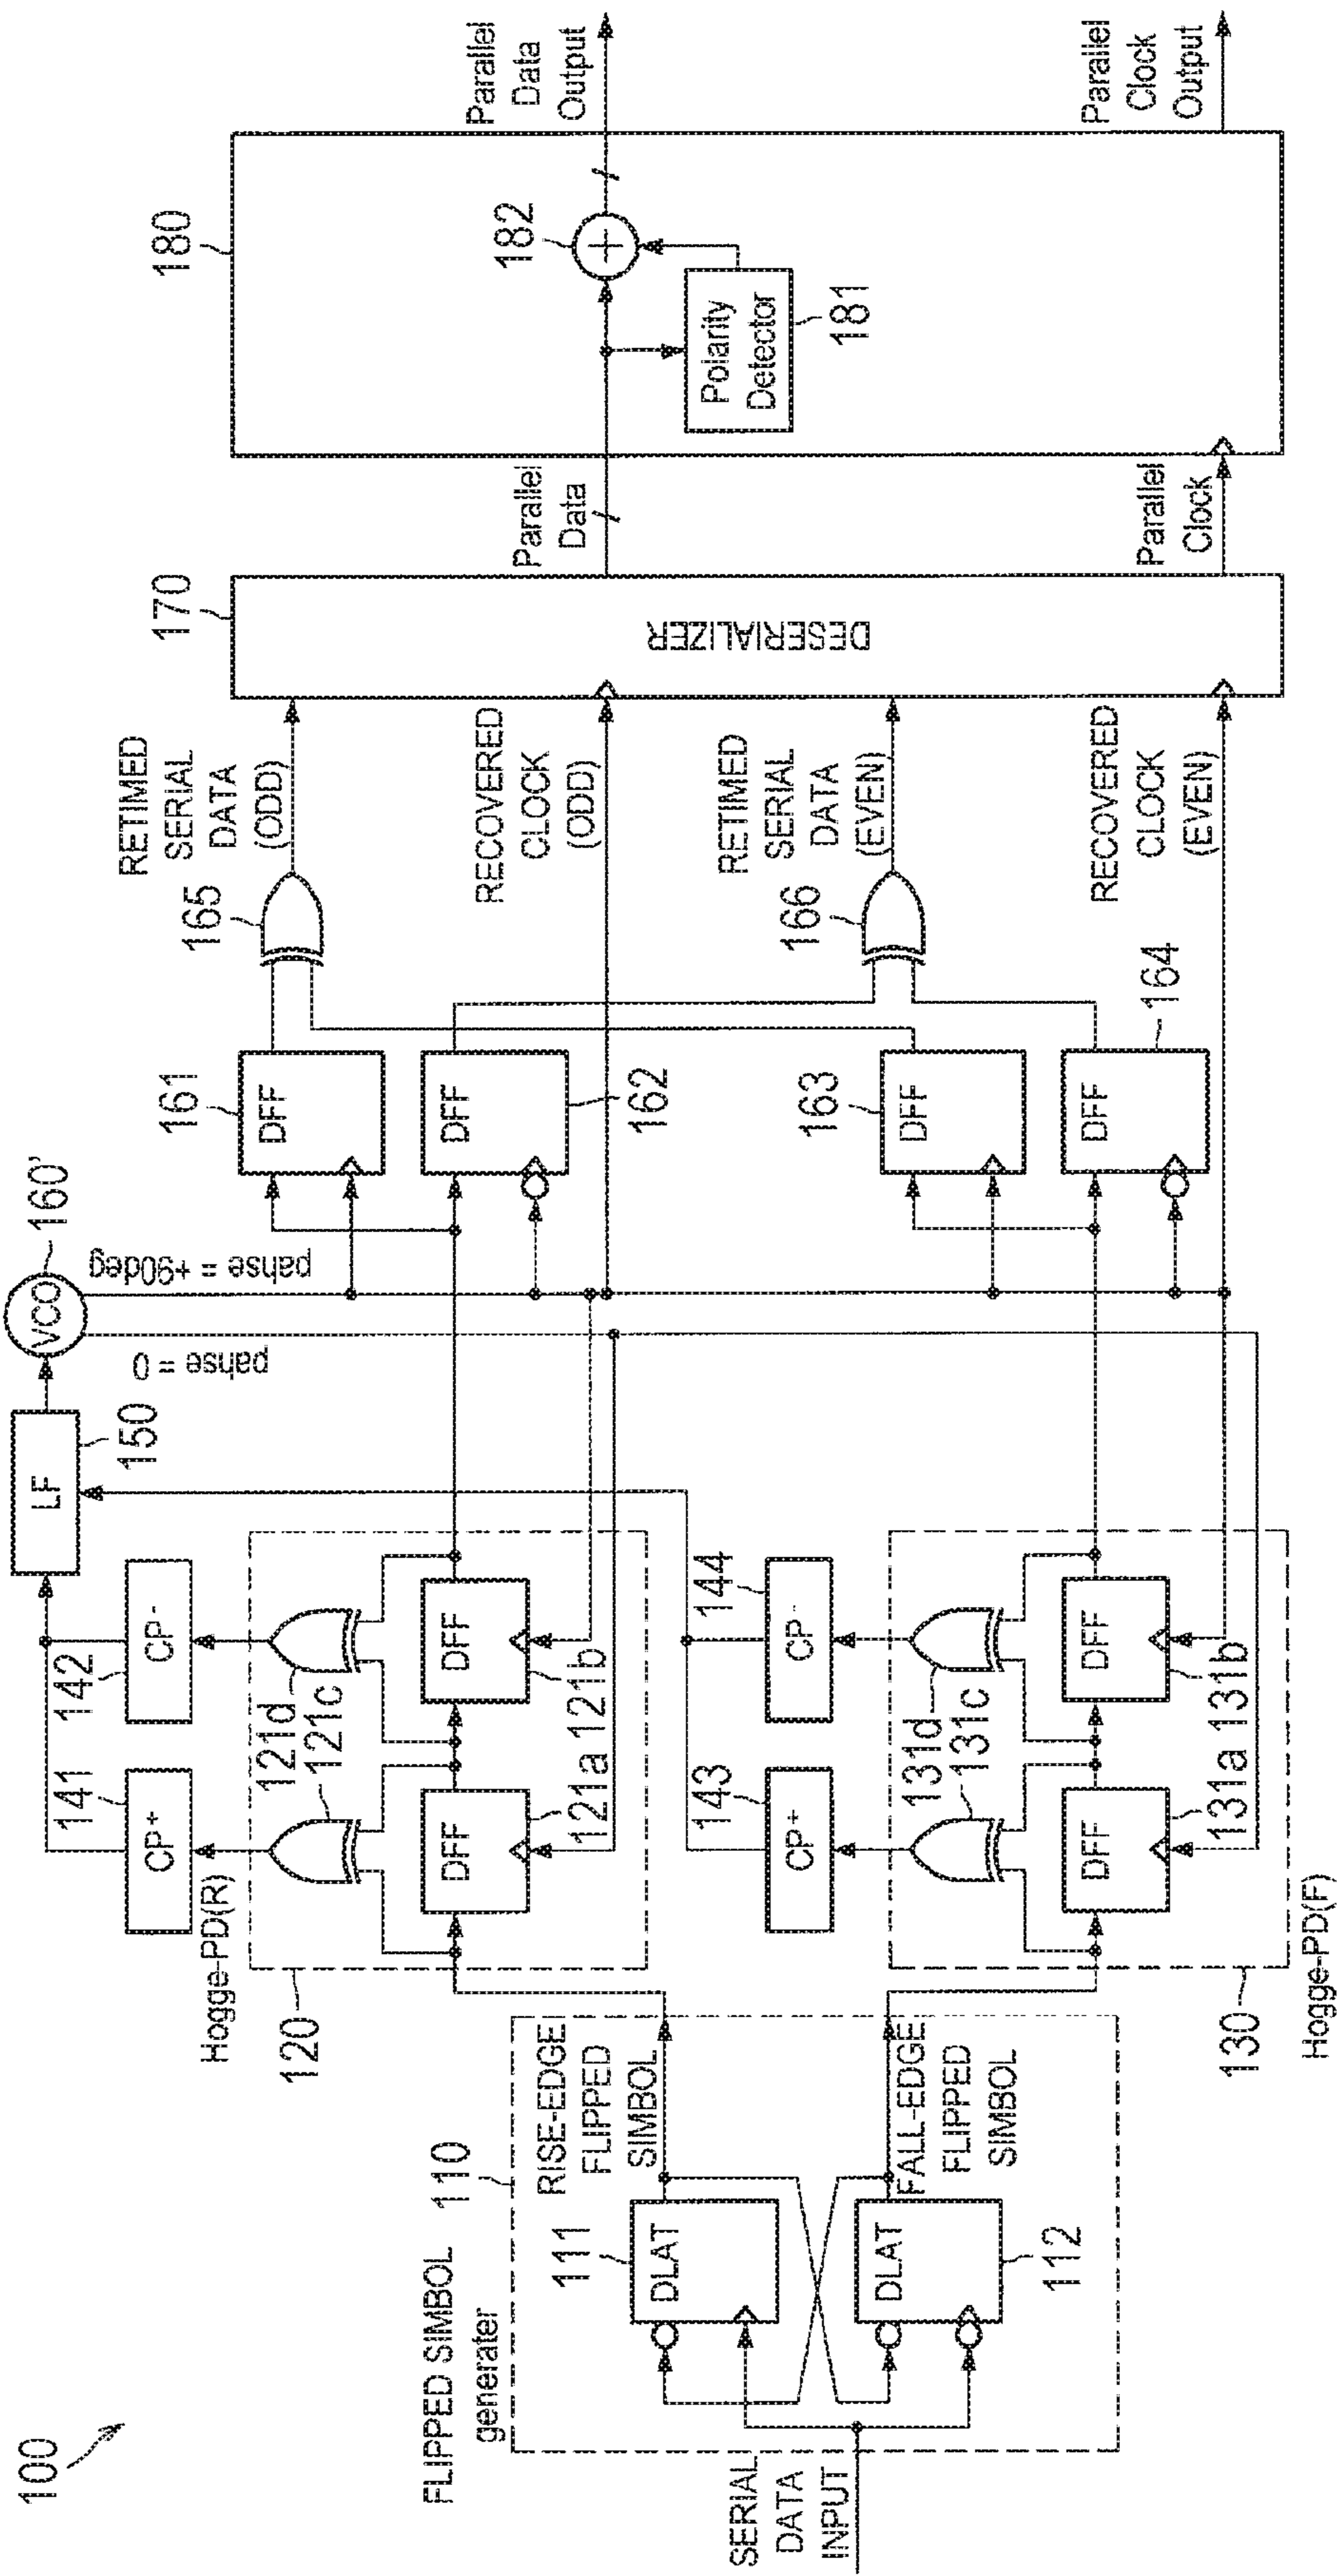 100
FLIPPED SIMBOL
generater
110
SERIAL
DATA
INPUT
111
DLAT
DLAT
112
RISE-EDGE
FLIPPED
SIMBOL
FALL-EDGE
FLIPPED
SIMBOL
Hogge-PD(R)
120
141
CP+
142
CP-
121d
121c
DFF
DFF
121a
121b
143
CP+
144
CP-
131d
131c
DFF
DFF
131a
131b
130
Hogge-PD(F)
LF
150
VCO
160'
pahse = 0
pahse = +90deg
161
DFF
DFF
162
163
DFF
DFF
164
165
166
RETIMED
SERIAL
DATA
(ODD)
RECOVERED
CLOCK
(ODD)
RETIMED
SERIAL
DATA
(EVEN)
RECOVERED
CLOCK
(EVEN)
170
DESERIALIZER
Parallel
Data
Parallel
Clock
180
182
Polarity
Detector
181
Parallel
Data
Output
Parallel
Clock
Output